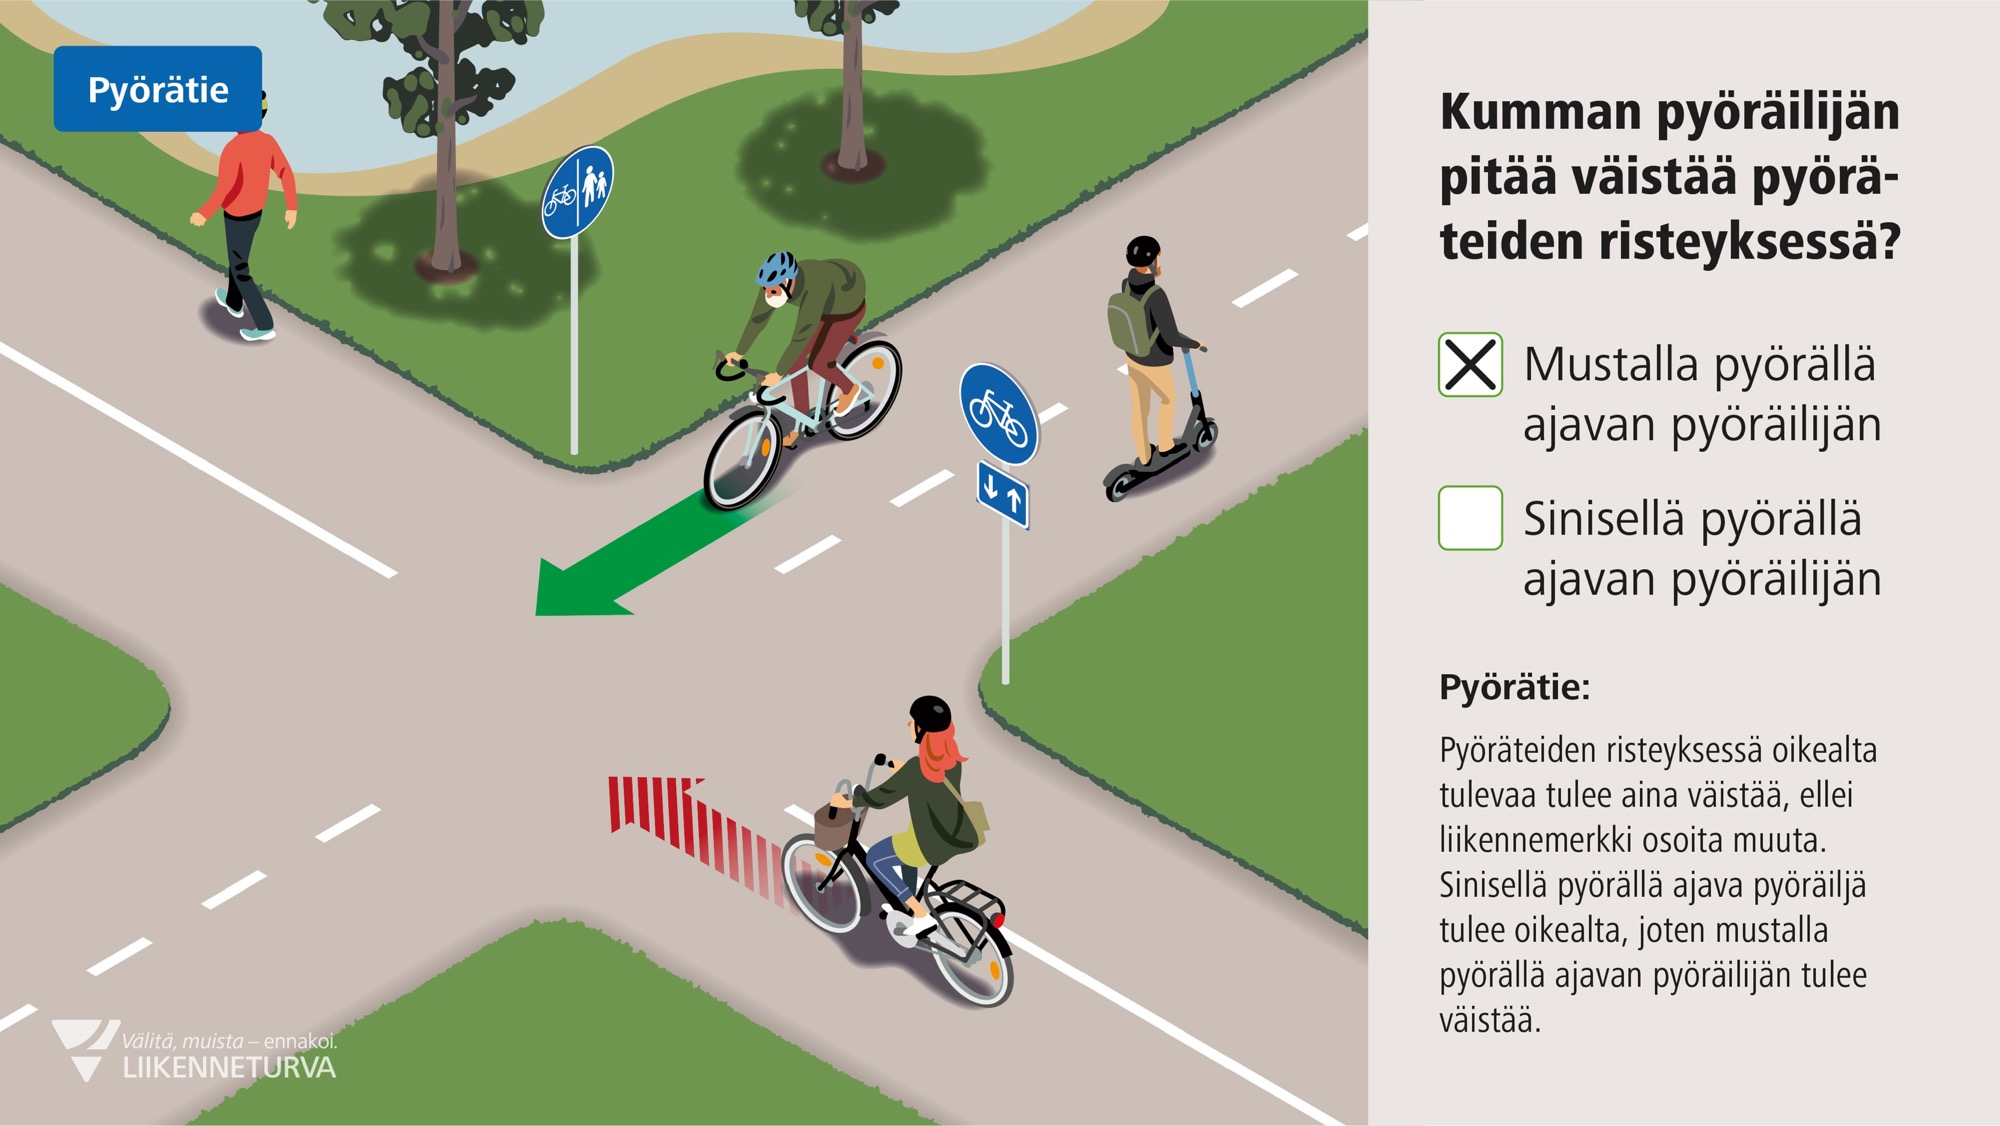 Pyörätie
Kumman pyöräilijän
pitää väistää pyörä-
teiden risteyksessä?
Mustalla pyörällä
ajavan pyöräilijän
Sinisellä pyörällä
ajavan pyöräilijän
Pyörätie:
Pyöräteiden risteyksessä oikealta
tulevaa tulee aina väistää, ellei
liikennemerkki osoita muuta.
Sinisellä pyörällä ajava pyöräiljä
tulee oikealta, joten mustalla
pyörällä ajavan pyöräilijän tulee
väistää.
Välitä, muista – ennakoi.
LIIKENNETURVA